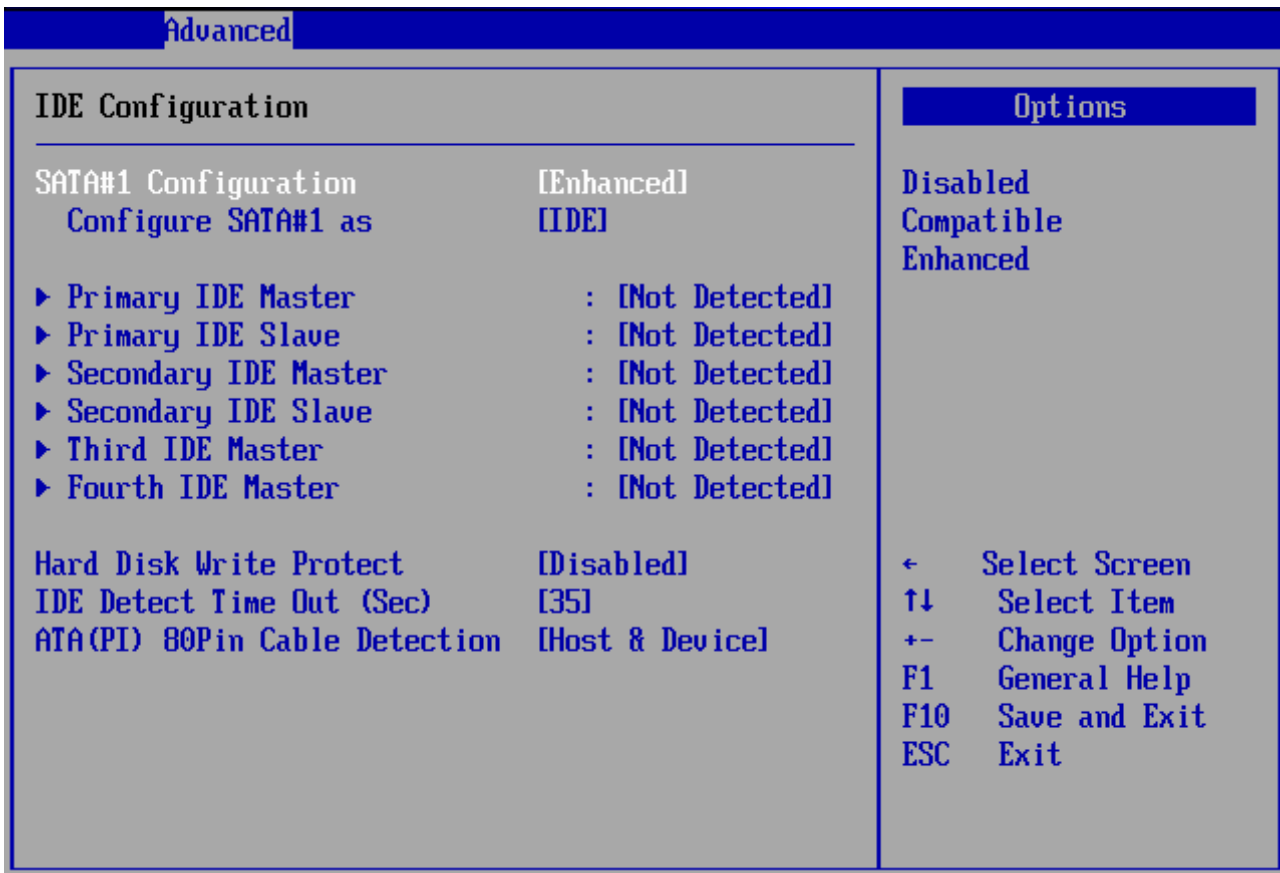 Advanced
IDE Configuration
SATA#1 Configuration [Enhanced]
Configure SATA#1 as [IDE]
Primary IDE Master : [Not Detected]
Primary IDE Slave : [Not Detected]
Secondary IDE Master : [Not Detected]
Secondary IDE Slave : [Not Detected]
Third IDE Master : [Not Detected]
Fourth IDE Master : [Not Detected]
Hard Disk Write Protect [Disabled]
IDE Detect Time Out (Sec) [35]
ATA(PI) 80Pin Cable Detection [Host & Device]
Options
Disabled
Compatible
Enhanced
← Select Screen
↑↓ Select Item
+- Change Option
F1 General Help
F10 Save and Exit
ESC Exit